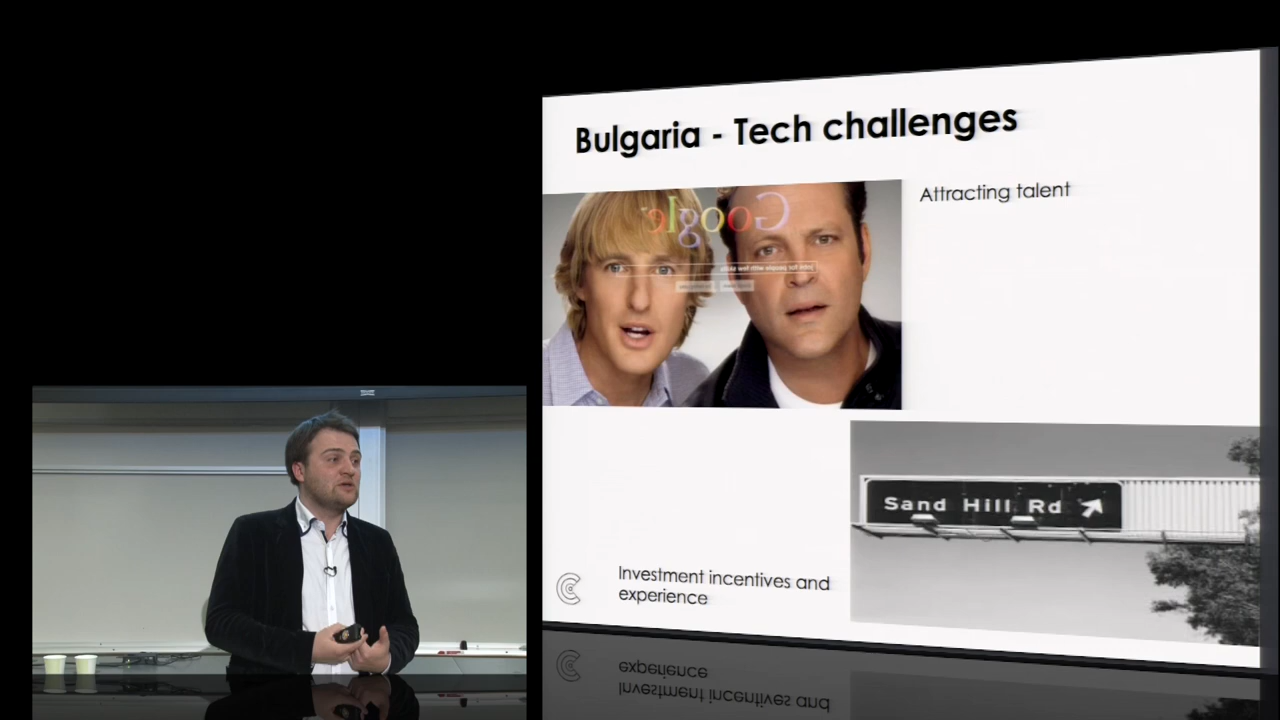 Bulgaria - Tech challenges
Attracting talent
Google
Sand Hill Rd
Investment incentives and
experience